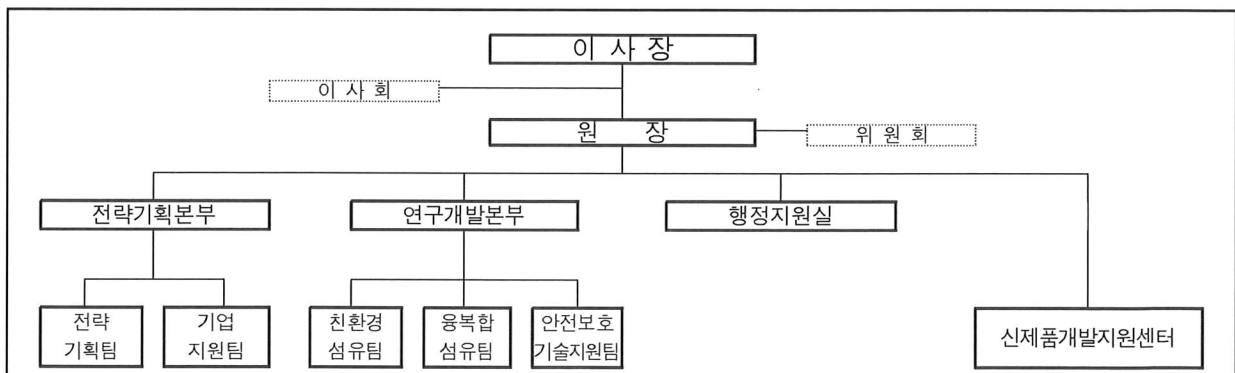 이 사 장
이 사 회
원 장
위 원 회
전략기획본부
연구개발본부
행정지원실
전략
기획팀
기업
지원팀
친환경
섬유팀
융복합
섬유팀
안전보호
기술지원팀
신제품개발지원센터